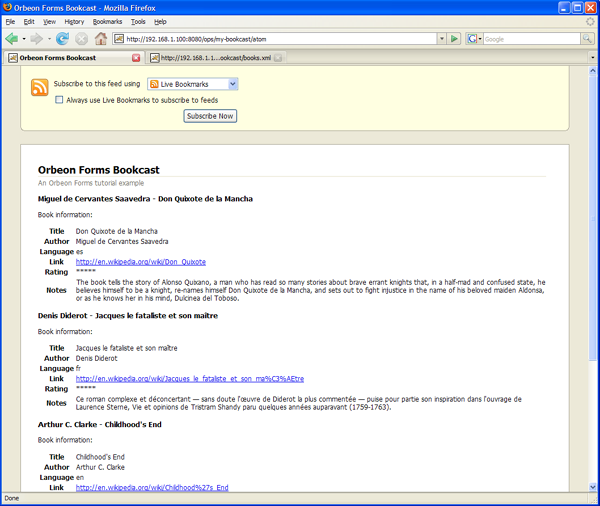 Orbeon Forms Bookcast - Mozilla Firefox
File Edit View History Bookmarks Tools Help
http://192.168.1.100:8080/ops/my-bookcast/atom
Google
Orbeon Forms Bookcast
http://192.168.1.1...ookcast/books.xml
Subscribe to this feed using Live Bookmarks
Always use Live Bookmarks to subscribe to feeds
Subscribe Now
Orbeon Forms Bookcast
An Orbeon Forms tutorial example
Miguel de Cervantes Saavedra - Don Quixote de la Mancha
Book information:
Title Don Quixote de la Mancha
Author Miguel de Cervantes Saavedra
Language es
Link http://en.wikipedia.org/wiki/Don_Quixote
Rating *****
The book tells the story of Alonso Quixano, a man who has read so many stories about brave errant knights that, in a half-mad and confused state, he
Notes believes himself to be a knight, re-names himself Don Quixote de la Mancha, and sets out to fight injustice in the name of his beloved maiden Aldonsa,
or as he knows her in his mind, Dulcinea del Toboso.
Denis Diderot - Jacques le fataliste et son maître
Book information:
Title Jacques le fataliste et son maître
Author Denis Diderot
Language fr
Link http://en.wikipedia.org/wiki/Jacques_le_fataliste_et_son_ma%C3%AEtre
Rating *****
Notes Ce roman complexe et déconcertant — sans doute l'œuvre de Diderot la plus commentée — puise pour partie son inspiration dans l'ouvrage de
Laurence Sterne, Vie et opinions de Tristram Shandy paru quelques années auparavant (1759-1763).
Arthur C. Clarke - Childhood's End
Book information:
Title Childhood's End
Author Arthur C. Clarke
Language en
Link http://en.wikipedia.org/wiki/Childhood%27s_End
Done